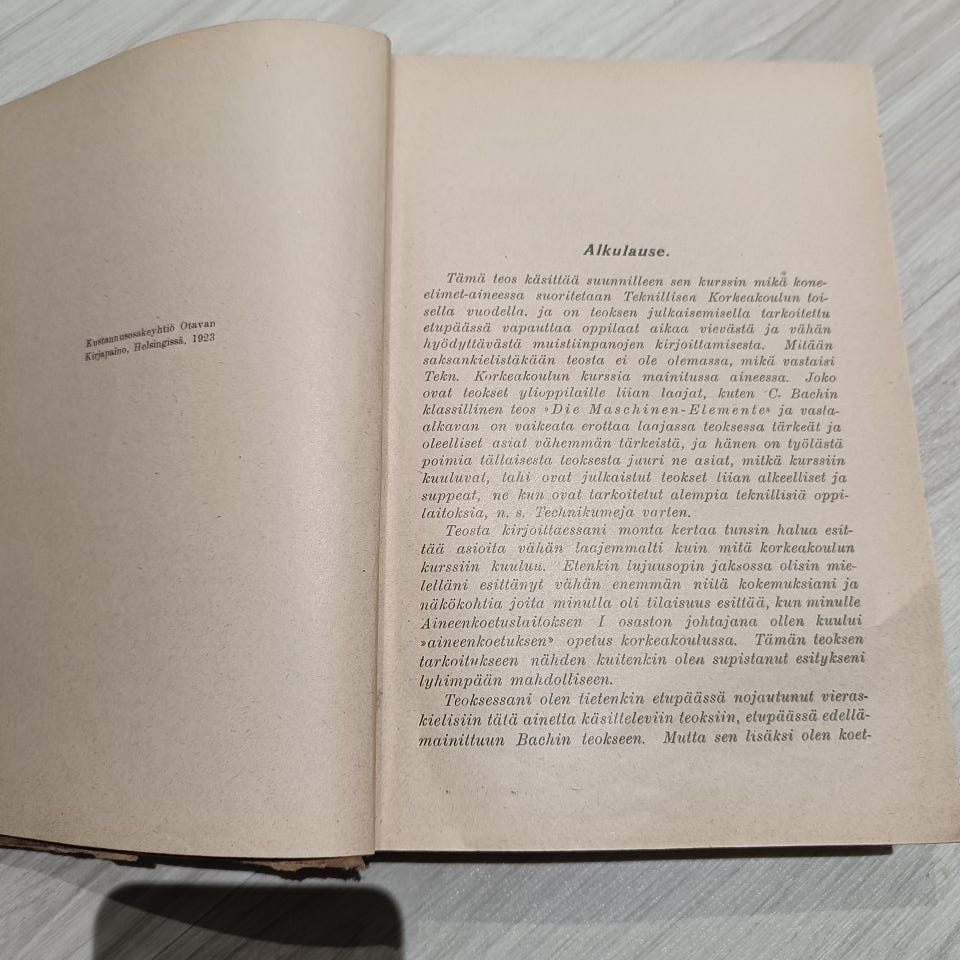 Kustannusosakeyhtiö Otavan
Kirjapaino, Helsingissä, 1923
Alkulause.
Tämä teos käsittää suunnilleen sen kurssin mikä kone-
elimet-aineessa suoritetaan Teknillisen Korkeakoulun toi-
sella vuodella, ja on teoksen julkaisemisella tarkoitettu
etupäässä vapauttaa oppilaat aikaa vievästä ja vähän
hyödyttävästä muistiinpanojen kirjoittamisesta. Mitään
saksankielistäkään teosta ei ole olemassa, mikä vastaisi
Tekn. Korkeakoulun kurssia mainitussa aineessa. Joko
ovat teokset ylioppilaille liian laajat, kuten C. Bachin
klassillinen teos »Die Maschinen-Elemente» ja vasta-
alkavan on vaikeata erottaa laajassa teoksessa tärkeät ja
oleelliset asiat vähemmän tärkeistä, ja hänen on työlästä
poimia tällaisesta teoksesta juuri ne asiat, mitkä kurssiin
kuuluvat, tahi ovat julkaistut teokset liian alkeelliset ja
suppeat, ne kun ovat tarkoitetut alempia teknillisiä oppi-
laitoksia, n. s. Technikumeja varten.
Teosta kirjoittaessani monta kertaa tunsin halua esit-
tää asioita vähän laajemmalti kuin mitä korkeakoulun
kurssiin kuuluu. Etenkin lujuusopin jaksossa olisin mie-
lelläni esittänyt vähän enemmän niitä kokemuksiani ja
näkökohtia joita minulla oli tilaisuus esittää, kun minulle
Aineenkoetuslaitoksen I osaston johtajana ollen kuului
»aineenkoetuksen» opetus korkeakoulussa. Tämän teoksen
tarkoitukseen nähden kuitenkin olen supistanut esitykseni
lyhimpään mahdolliseen.
Teoksessani olen tietenkin etupäässä nojautunut vieras-
kielisiin tätä ainetta käsitteleviin teoksiin, etupäässä edellä-
mainittuun Bachin teokseen. Mutta sen lisäksi olen koet-